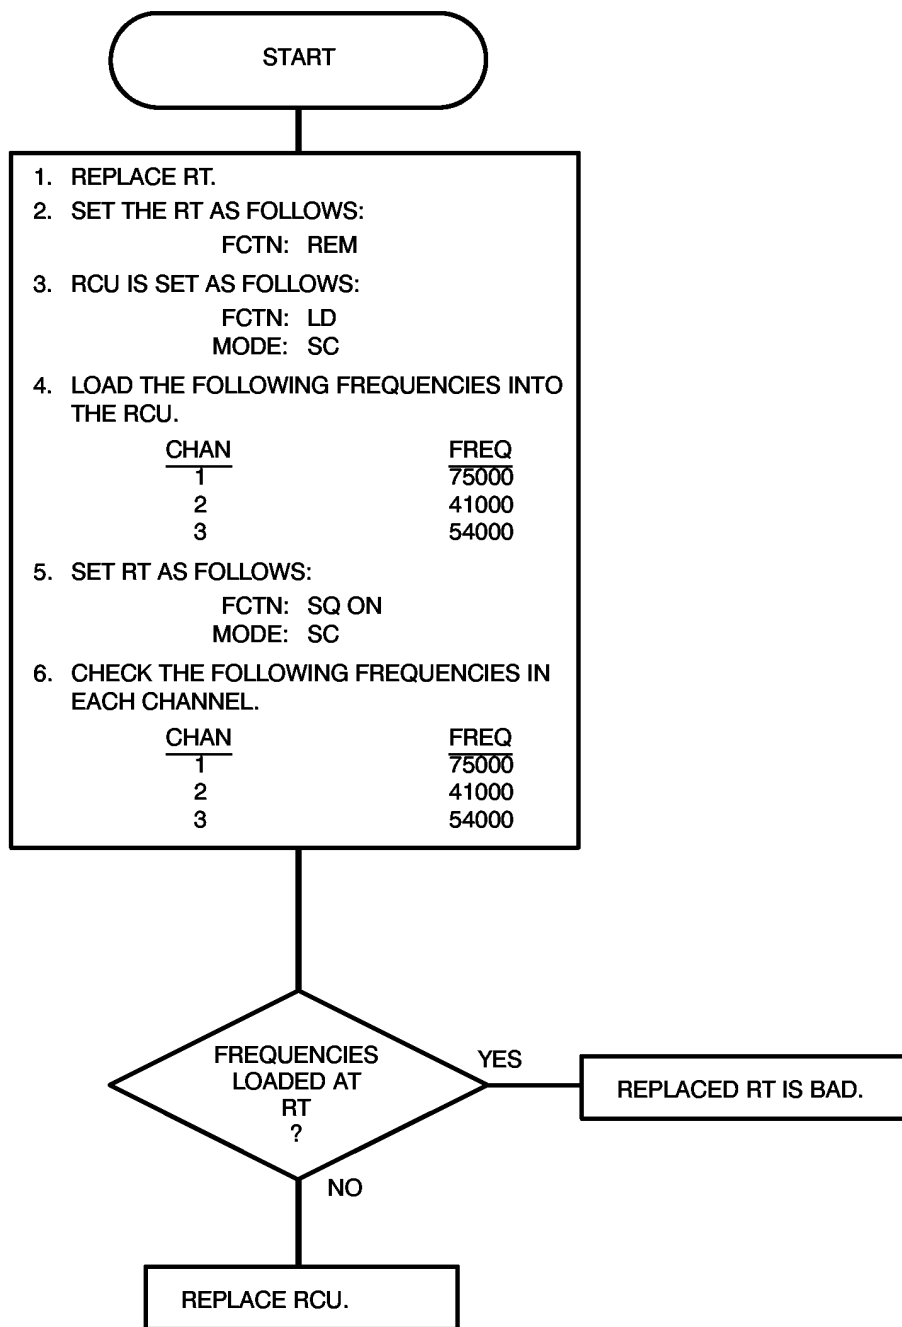 START
1. REPLACE RT.
2. SET THE RT AS FOLLOWS:
FCTN: REM
3. RCU IS SET AS FOLLOWS:
FCTN: LD
MODE: SC
4. LOAD THE FOLLOWING FREQUENCIES INTO
THE RCU.
CHAN FREQ
1 75000
2 41000
3 54000
5. SET RT AS FOLLOWS:
FCTN: SQ ON
MODE: SC
6. CHECK THE FOLLOWING FREQUENCIES IN
EACH CHANNEL.
CHAN FREQ
1 75000
2 41000
3 54000
FREQUENCIES
LOADED AT
RT
?
YES
REPLACED RT IS BAD.
NO
REPLACE RCU.